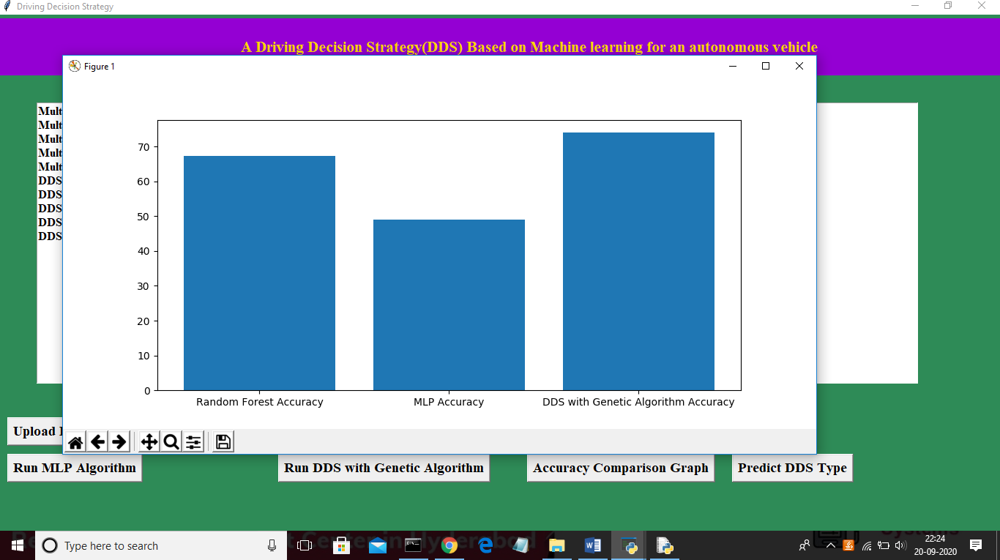 Driving Decision Strategy
A Driving Decision Strategy(DDS) Based on Machine learning for an autonomous vehicle
Figure 1
Mult
Mult
Mult
Mult
Mult
DDS
DDS
DDS
DDS
DDS
70
60
50
40
30
20
10
0
Random Forest Accuracy
MLP Accuracy
DDS with Genetic Algorithm Accuracy
Upload
Run MLP Algorithm
Run DDS with Genetic Algorithm
Accuracy Comparison Graph
Predict DDS Type
Type here to search
22:24
20-09-2020